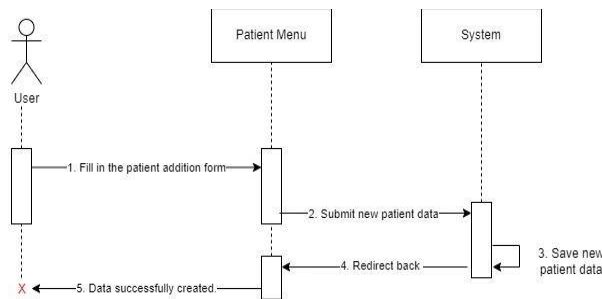 Patient Menu
System
User
1. Fill in the patient addition form
2. Submit new patient data
3. Save new
patient data
4. Redirect back
X
5. Data successfully created.